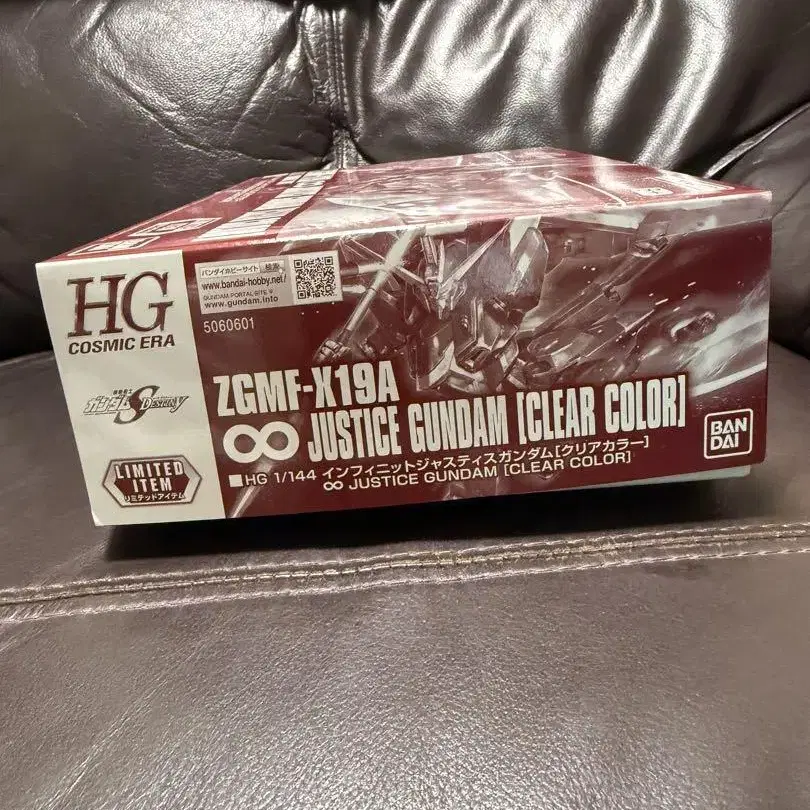 HG
COSMIC ERA
機動戦士
ガンダムSEED DESTINY
LIMITED
ITEM
リミテッドアイテム
バンダイホビーサイト 検索
www.bandai-hobby.net/
GUNDAM PORTAL SITE
www.gundam.info
5060601
ZGMF-X19A
∞ JUSTICE GUNDAM [CLEAR COLOR]
■HG 1/144 インフィニットジャスティスガンダム[クリアカラー]
∞ JUSTICE GUNDAM [CLEAR COLOR]
BAN
DAI